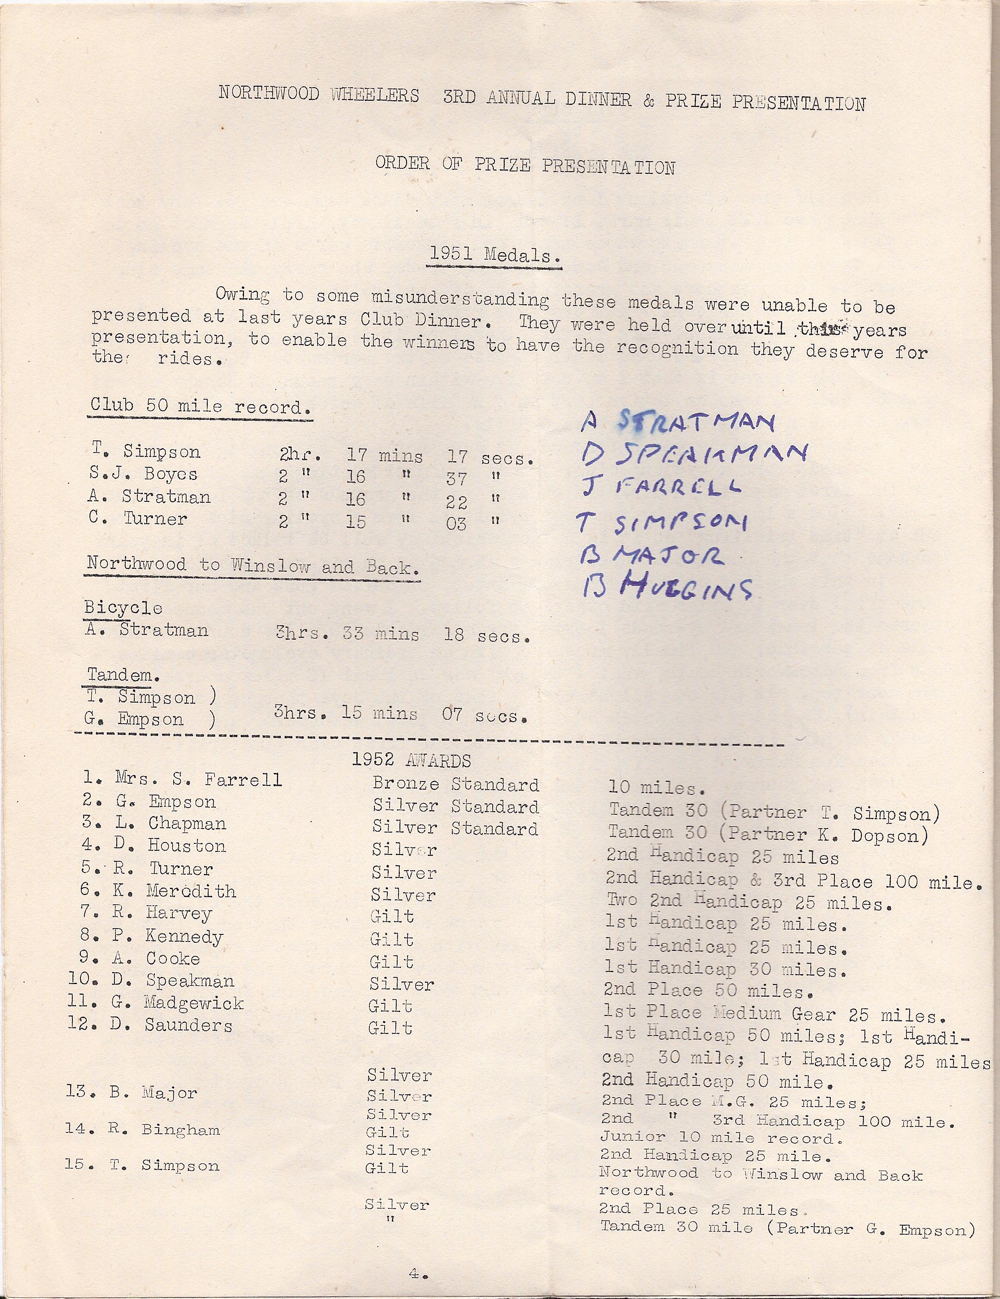 NORTHWOOD WHEELERS 3RD ANNUAL DINNER & PRIZE PRESENTATION
ORDER OF PRIZE PRESENTATION
1951 Medals.
Owing to some misunderstanding these medals were unable to be
presented at last years Club Dinner. They were held over until this years
presentation, to enable the winners to have the recognition they deserve for
rides.
Club 50 mile record.
T. Simpson 2hr. 17 mins 17 secs.
S.J. Boyes 2 " 16 " 37 "
A. Stratman 2 " 16 " 22 "
C. Turner 2 " 15 " 03 "
A STRATMAN
D SPEAKMAN
J FARRELL
T SIMPSON
B MAJOR
B HUGGINS
Northwood to Winslow and Back.
Bicycle
A. Stratman 3hrs. 33 mins 18 secs.
Tandem.
T. Simpson )
G. Empson ) 3hrs. 15 mins 07 secs.
1952 AWARDS
1. Mrs. S. Farrell Bronze Standard 10 miles.
2. G. Empson Silver Standard Tandem 30 (Partner T. Simpson)
3. L. Chapman Silver Standard Tandem 30 (Partner K. Dopson)
4. D. Houston Silver 2nd Handicap 25 miles
5. R. Turner Silver 2nd Handicap & 3rd Place 100 mile.
6. K. Meredith Silver Two 2nd Handicap 25 miles.
7. R. Harvey Gilt 1st Handicap 25 miles.
8. P. Kennedy Gilt 1st Handicap 25 miles.
9. A. Cooke Gilt 1st Handicap 30 miles.
10. D. Speakman Silver 2nd Place 50 miles.
11. G. Madgewick Gilt 1st Place Medium Gear 25 miles.
12. D. Saunders Gilt 1st Handicap 50 miles; 1st Handi-
cap 30 mile; 1st Handicap 25 miles
Silver 2nd Handicap 50 mile.
13. B. Major Silver 2nd Place M.G. 25 miles;
Silver 2nd " 3rd Handicap 100 mile.
14. R. Bingham Gilt Junior 10 mile record.
Silver 2nd Handicap 25 mile.
15. T. Simpson Gilt Northwood to Winslow and Back
record.
Silver 2nd Place 25 miles.
" Tandem 30 mile (Partner G. Empson)
4.